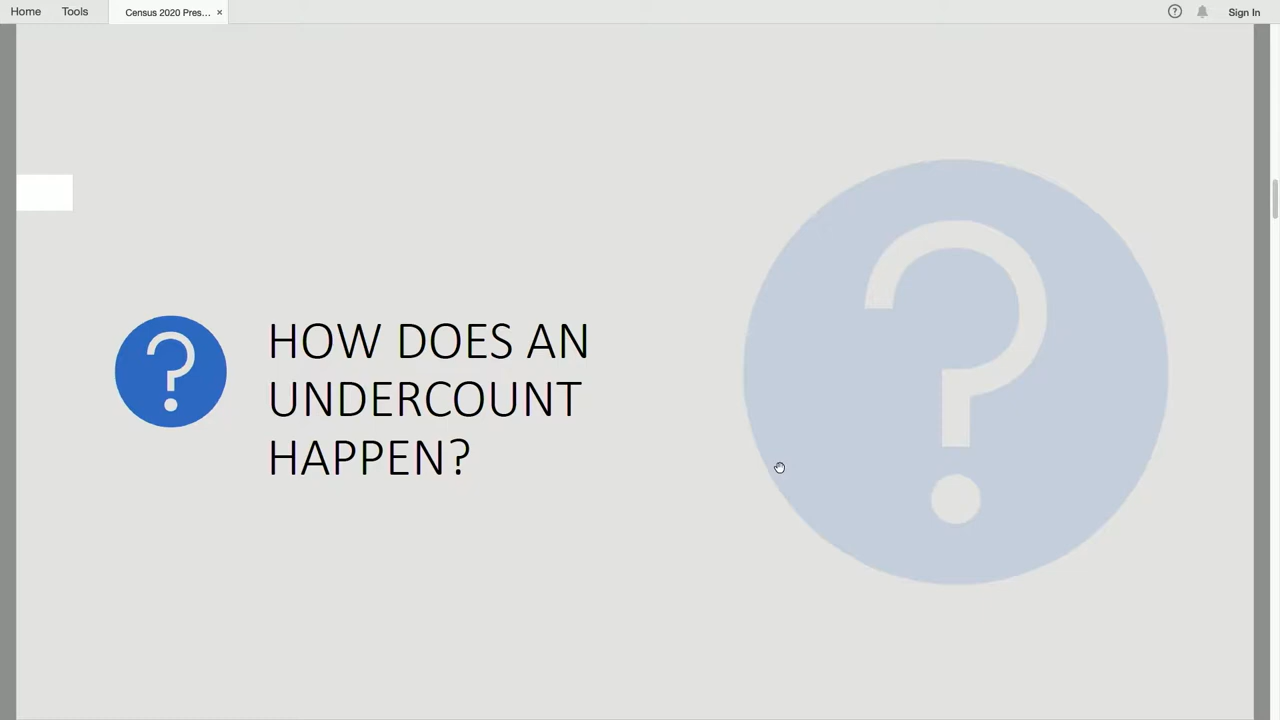 Home Tools Census 2020 Pres... × ? Sign In
?
HOW DOES AN
UNDERCOUNT
HAPPEN?
?